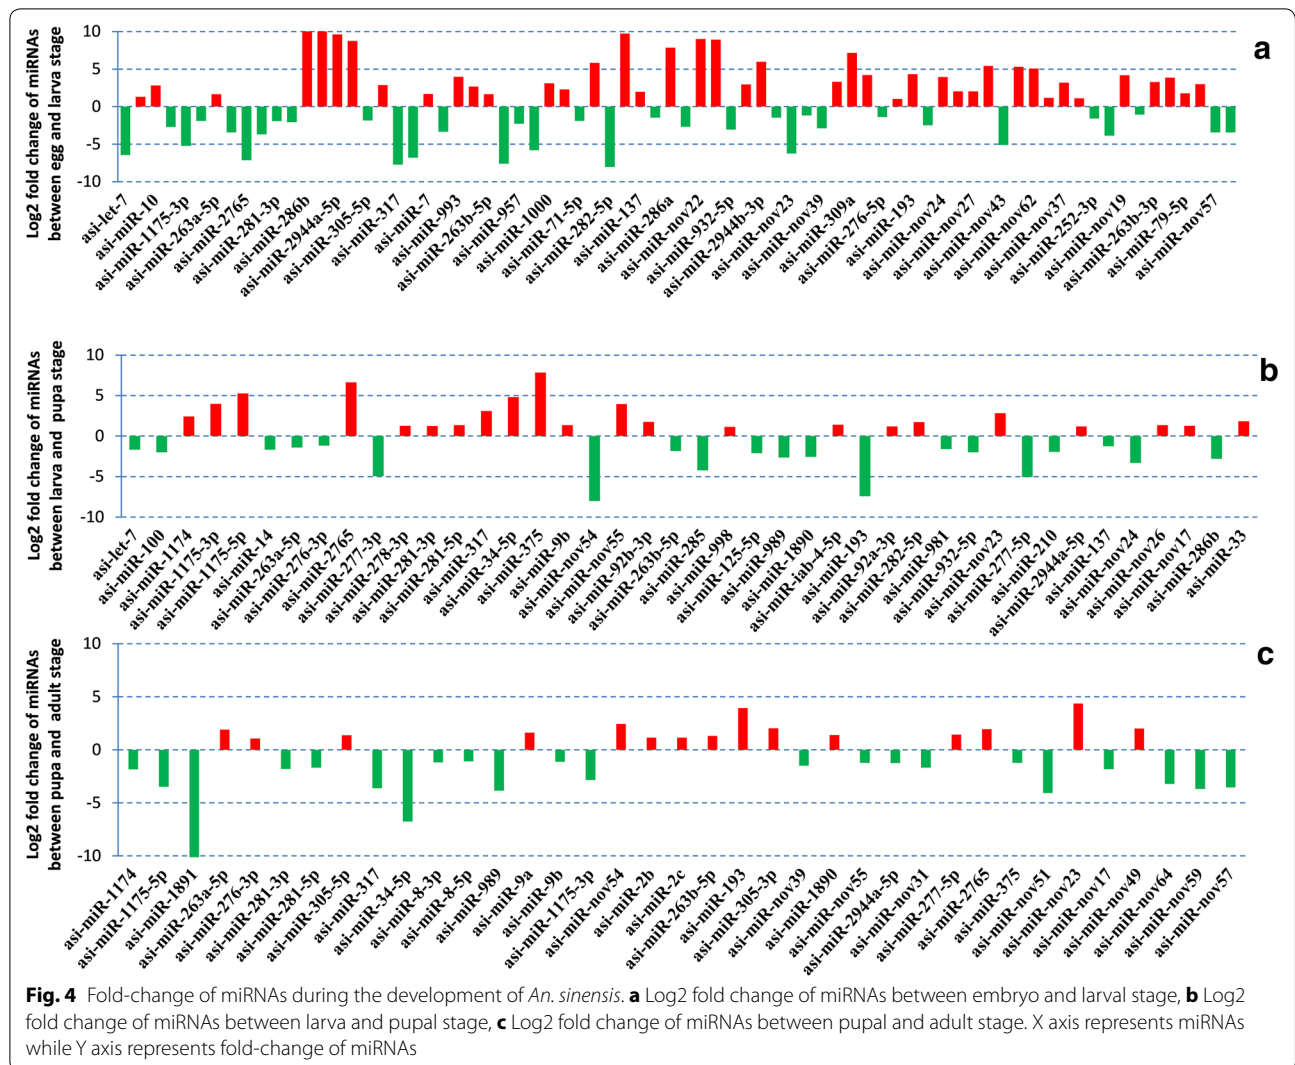 a
Log2 fold change of miRNAs
between egg and larva stage
10
5
0
-5
-10
asi-let-7
asi-miR-10
asi-miR-1175-3p
asi-miR-263a-5p
asi-miR-2765
asi-miR-281-3p
asi-miR-286b
asi-miR-2944a-5p
asi-miR-305-5p
asi-miR-317
asi-miR-7
asi-miR-993
asi-miR-263b-5p
asi-miR-957
asi-miR-1000
asi-miR-71-5p
asi-miR-282-5p
asi-miR-137
asi-miR-286a
asi-miR-nov22
asi-miR-932-5p
asi-miR-2944b-3p
asi-miR-nov23
asi-miR-nov39
asi-miR-309a
asi-miR-276-5p
asi-miR-193
asi-miR-nov24
asi-miR-nov27
asi-miR-nov43
asi-miR-nov62
asi-miR-nov37
asi-miR-252-3p
asi-miR-nov19
asi-miR-263b-3p
asi-miR-79-5p
asi-miR-nov57
b
Log2 fold change of miRNAs
between larva and pupa stage
10
5
0
-5
-10
asi-let-7
asi-miR-100
asi-miR-1174
asi-miR-1175-3p
asi-miR-1175-5p
asi-miR-14
asi-miR-263a-5p
asi-miR-276-3p
asi-miR-2765
asi-miR-277-3p
asi-miR-278-3p
asi-miR-281-3p
asi-miR-281-5p
asi-miR-317
asi-miR-34-5p
asi-miR-375
asi-miR-9b
asi-miR-nov54
asi-miR-nov55
asi-miR-92b-3p
asi-miR-263b-5p
asi-miR-285
asi-miR-998
asi-miR-125-5p
asi-miR-989
asi-miR-1890
asi-miR-iab-4-5p
asi-miR-193
asi-miR-92a-3p
asi-miR-282-5p
asi-miR-981
asi-miR-932-5p
asi-miR-nov23
asi-miR-277-5p
asi-miR-210
asi-miR-2944a-5p
asi-miR-137
asi-miR-nov24
asi-miR-nov26
asi-miR-nov17
asi-miR-286b
asi-miR-33
c
Log2 fold change of miRNAs
between pupa and adult stage
10
5
0
-5
-10
asi-miR-1174
asi-miR-1175-5p
asi-miR-1891
asi-miR-263a-5p
asi-miR-276-3p
asi-miR-281-3p
asi-miR-281-5p
asi-miR-305-5p
asi-miR-317
asi-miR-34-5p
asi-miR-8-3p
asi-miR-8-5p
asi-miR-989
asi-miR-9a
asi-miR-9b
asi-miR-1175-3p
asi-miR-nov54
asi-miR-2b
asi-miR-2c
asi-miR-263b-5p
asi-miR-193
asi-miR-305-3p
asi-miR-nov39
asi-miR-1890
asi-miR-nov55
asi-miR-2944a-5p
asi-miR-nov31
asi-miR-277-5p
asi-miR-2765
asi-miR-375
asi-miR-nov51
asi-miR-nov23
asi-miR-nov17
asi-miR-nov49
asi-miR-nov64
asi-miR-nov59
asi-miR-nov57
Fig. 4 Fold-change of miRNAs during the development of An. sinensis. a Log2 fold change of miRNAs between embryo and larval stage, b Log2
fold change of miRNAs between larva and pupal stage, c Log2 fold change of miRNAs between pupal and adult stage. X axis represents miRNAs
while Y axis represents fold-change of miRNAs